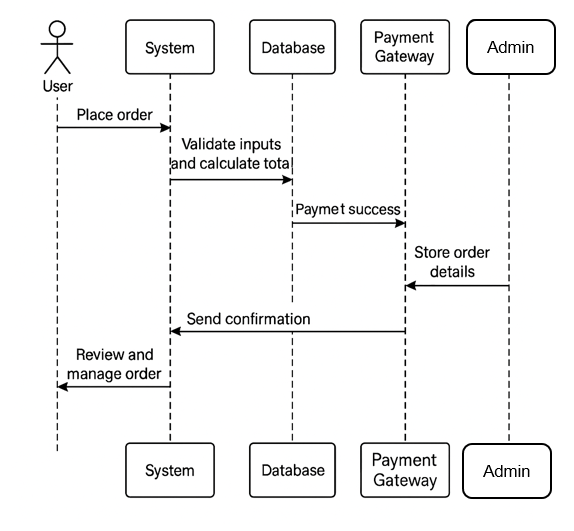 System
Database
Payment
Gateway
Admin
User
Place order
Validate inputs
and calculate tota
Paymet success
Store order
details
Send confirmation
Review and
manage order
System
Database
Payment
Gateway
Admin